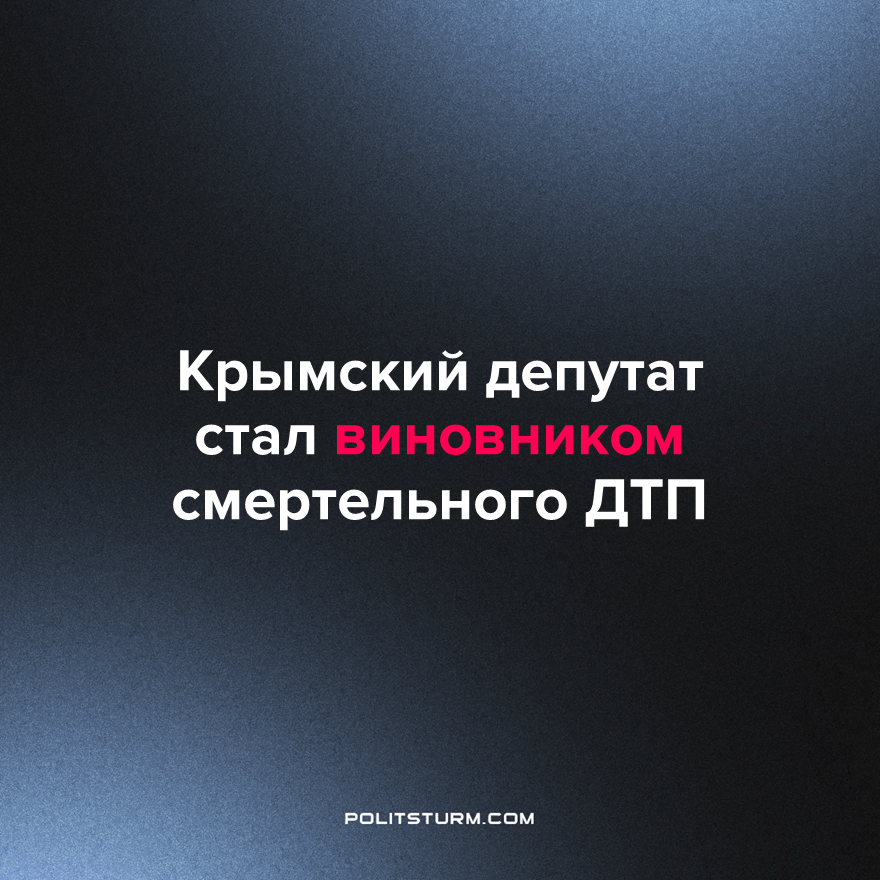 Крымский депутат
стал виновником
смертельного ДТП
POLITSTURM.COM